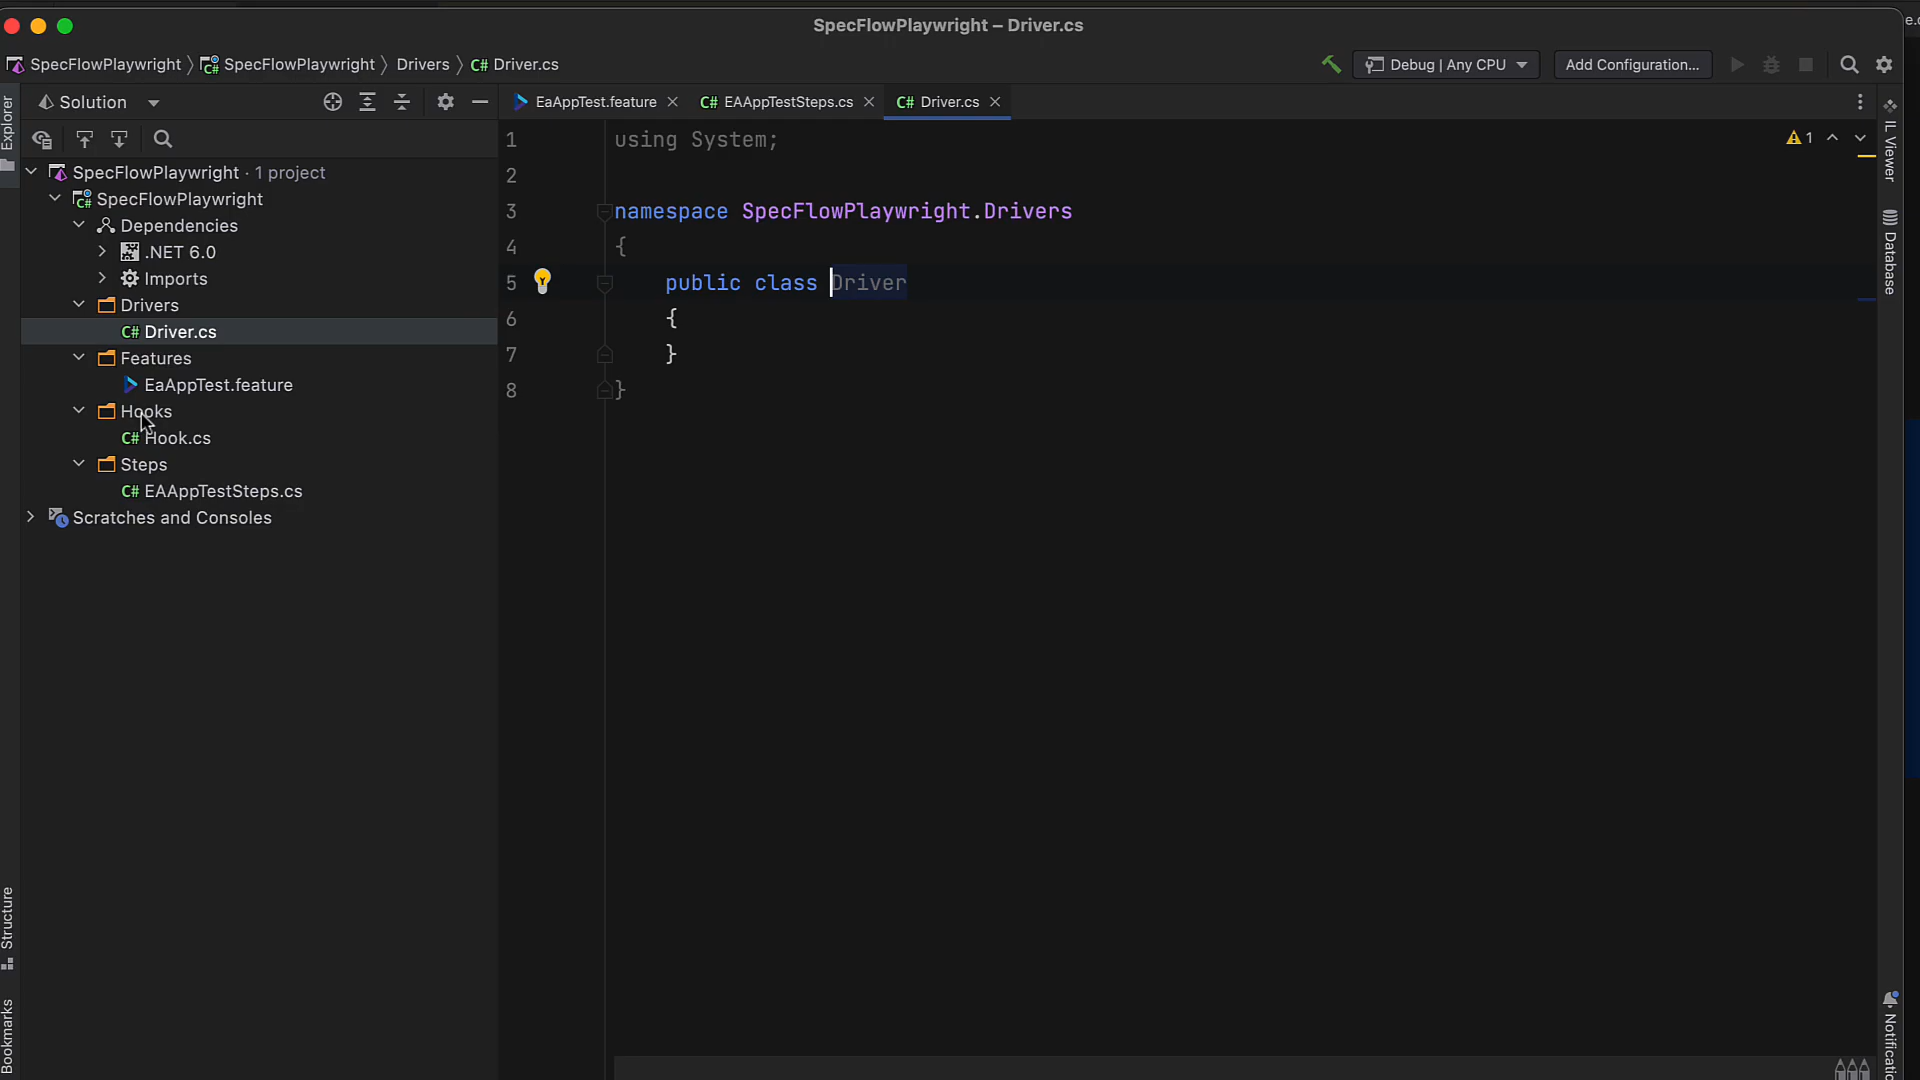 SpecFlowPlaywright – Driver.cs
e.c
SpecFlowPlaywright SpecFlowPlaywright Drivers C# Driver.cs
Debug | Any CPU Add Configuration...
Solution
EaAppTest.feature C# EAAppTestSteps.cs C# Driver.cs
Explorer
SpecFlowPlaywright · 1 project
SpecFlowPlaywright
Dependencies
.NET 6.0
Imports
Drivers
C# Driver.cs
Features
EaAppTest.feature
Hooks
C# Hook.cs
Steps
C# EAAppTestSteps.cs
Scratches and Consoles
Structure
Bookmarks
1 using System;
2
3 namespace SpecFlowPlaywright.Drivers
4 {
5 public class Driver
6 {
7 }
8 }
1
IL Viewer
Database
Notificati